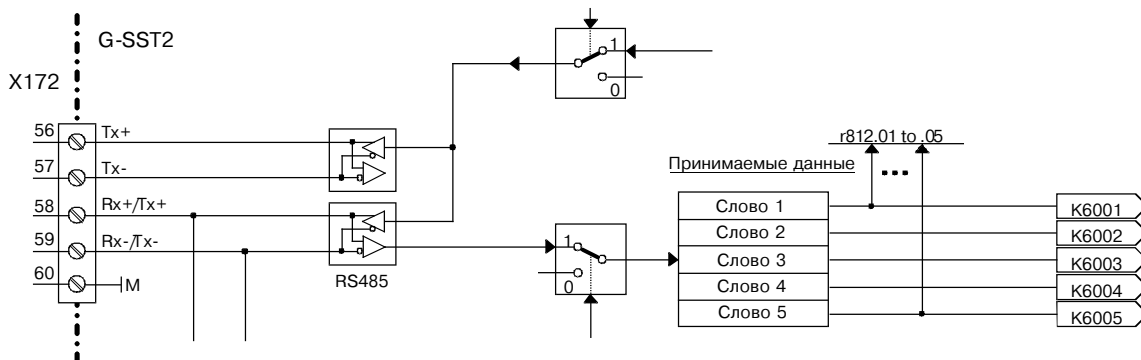 G-SST2
X172
56 Tx+
57 Tx-
58 Rx+/Tx+
59 Rx-/Tx-
60 M
RS485
1
0
1
0
r812.01 to .05
Принимаемые данные
Слово 1 K6001
Слово 2 K6002
Слово 3 K6003
Слово 4 K6004
Слово 5 K6005